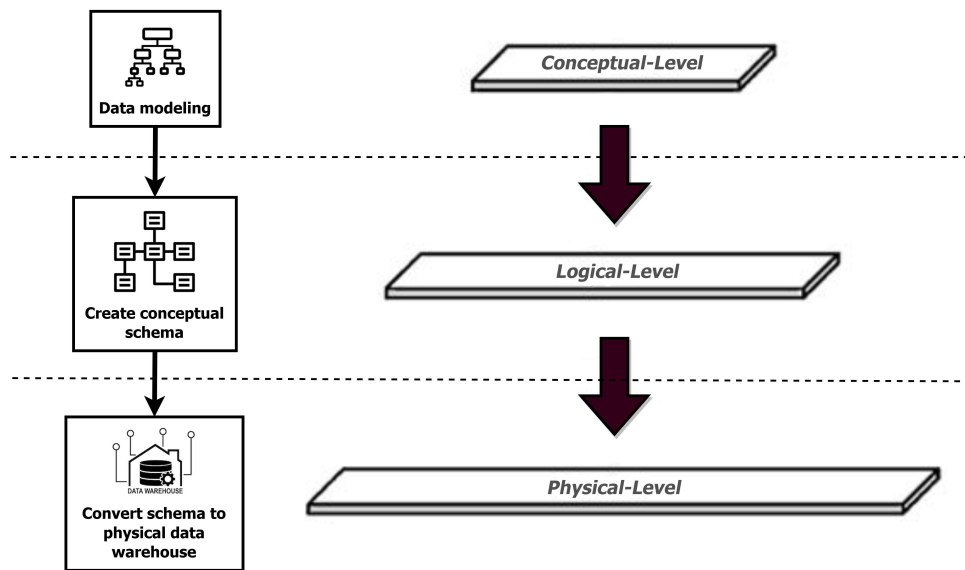 Conceptual-Level
Data modeling
Logical-Level
Create conceptual
schema
DATA WAREHOUSE
Physical-Level
Convert schema to
physical data
warehouse